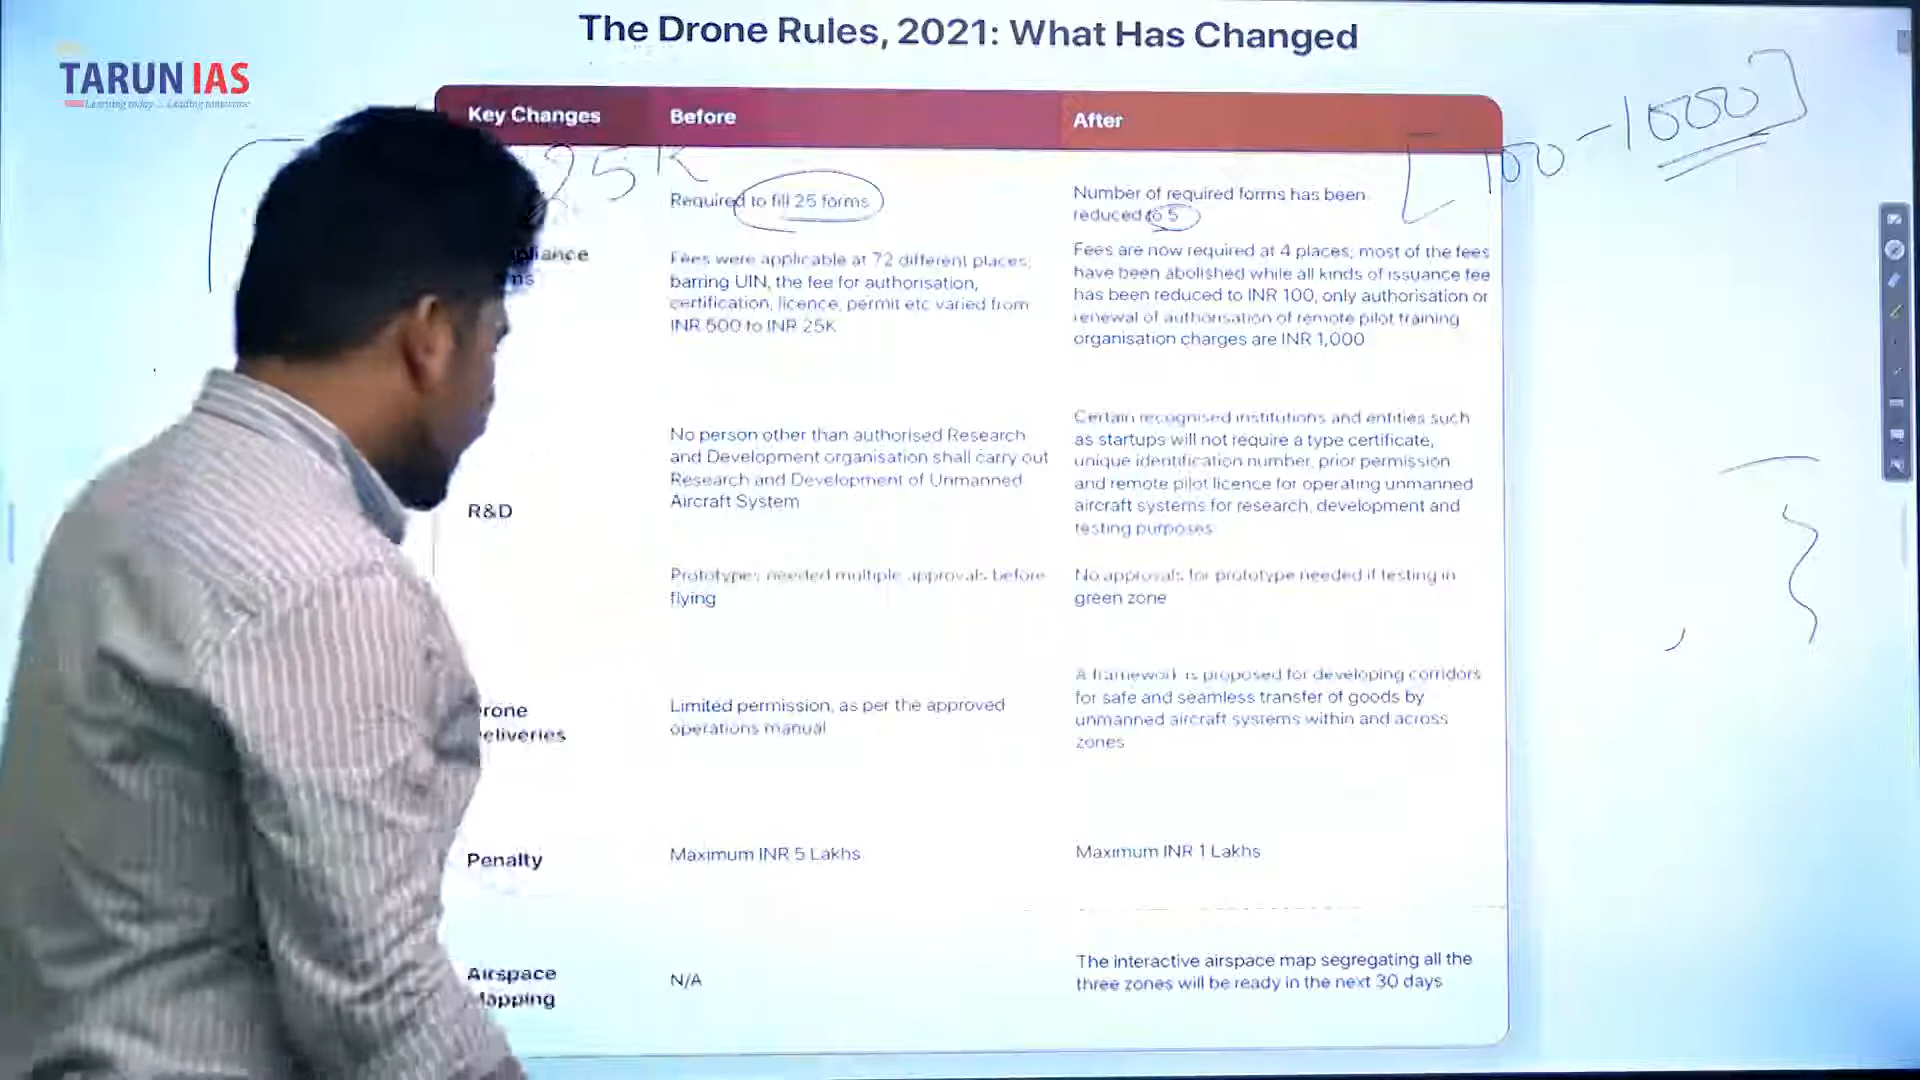 The Drone Rules, 2021: What Has Changed
TARUN IAS
Learning today... Leading tomorrow
Key Changes
Before
After
25K
[100-1000]
Required to fill 25 forms
Number of required forms has been
reduced to 5
Fees were applicable at 72 different places;
barring UIN, the fee for authorisation,
certification, licence, permit etc varied from
INR 500 to INR 25K
Fees are now required at 4 places; most of the fees
have been abolished while all kinds of issuance fee
has been reduced to INR 100, only authorisation or
renewal of authorisation of remote pilot training
organisation charges are INR 1,000
R&D
No person other than authorised Research
and Development organisation shall carry out
Research and Development of Unmanned
Aircraft System
Certain recognised institutions and entities such
as startups will not require a type certificate,
unique identification number, prior permission
and remote pilot licence for operating unmanned
aircraft systems for research, development and
testing purposes
Prototypes needed multiple approvals before
flying
No approvals for prototype needed if testing in
green zone
rone
eliveries
Limited permission, as per the approved
operations manual
A framework is proposed for developing corridors
for safe and seamless transfer of goods by
unmanned aircraft systems within and across
zones
Penalty
Maximum INR 5 Lakhs
Maximum INR 1 Lakhs
Airspace
apping
N/A
The interactive airspace map segregating all the
three zones will be ready in the next 30 days